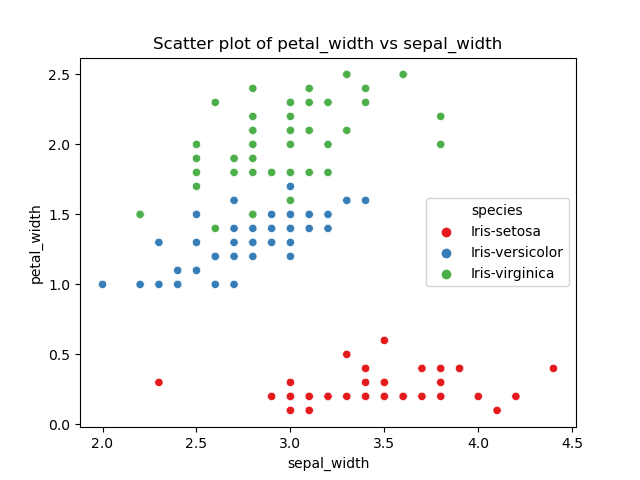 Scatter plot of petal_width vs sepal_width
2.5
2.0
1.5
1.0
0.5
0.0
petal_width
species
Iris-setosa
Iris-versicolor
Iris-virginica
2.0 2.5 3.0 3.5 4.0 4.5
sepal_width